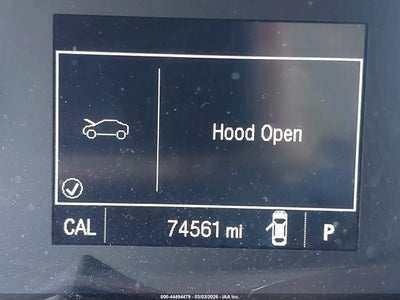 Hood Open
CAL 74561 mi P
000-44494479 - 03/03/2026 - IAA Inc.